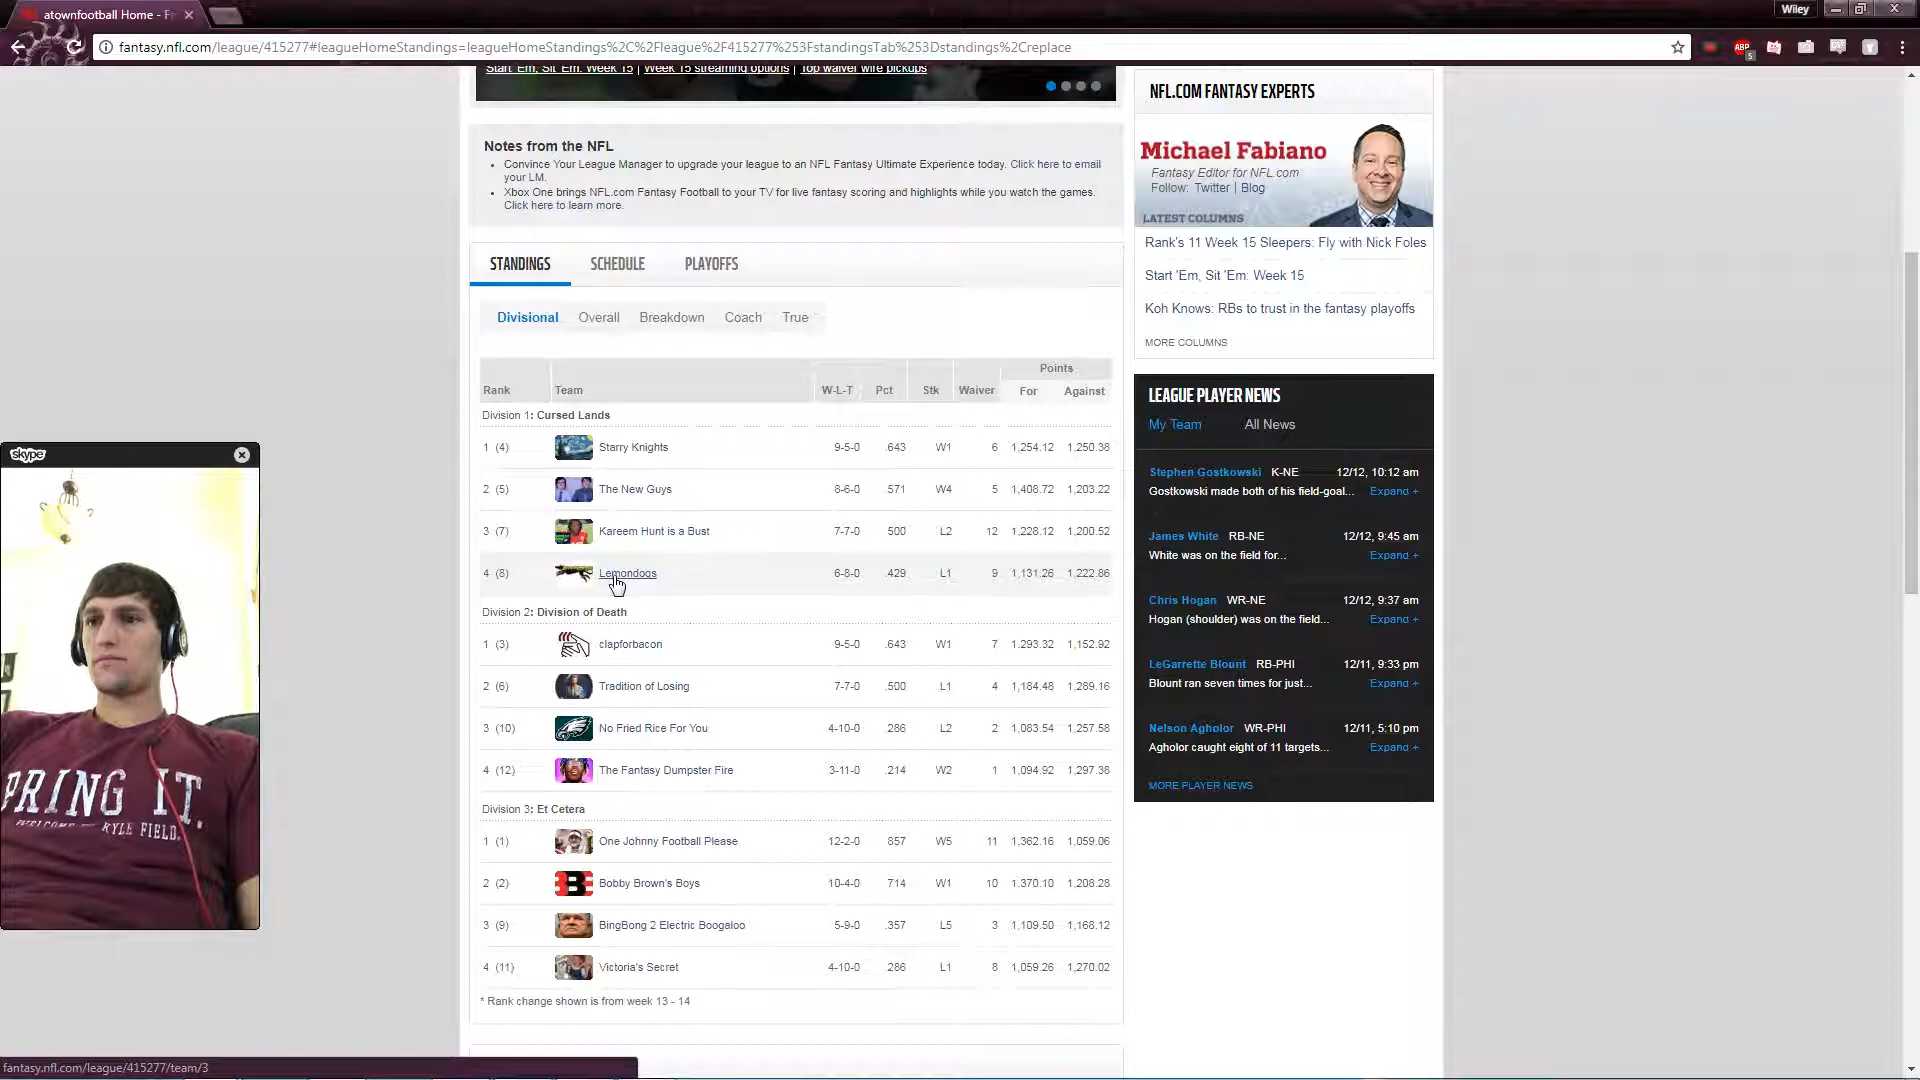 atownfootball Home - F
Wiley
fantasy.nfl.com/league/415277#leagueHomeStandings=leagueHomeStandings%2C%2Fleague%2F415277%253FstandingsTab%253Dstandings%2Creplace
Start 'Em, Sit 'Em: Week 15 | Week 15 streaming options | Top waiver wire pickups
Notes from the NFL
Convince Your League Manager to upgrade your league to an NFL Fantasy Ultimate Experience today. Click here to email
your LM.
Xbox One brings NFL.com Fantasy Football to your TV for live fantasy scoring and highlights while you watch the games.
Click here to learn more.
STANDINGS SCHEDULE PLAYOFFS
Divisional Overall Breakdown Coach True
Points
Rank Team W-L-T Pct Stk Waiver For Against
Division 1: Cursed Lands
1 (4) Starry Knights 9-5-0 .643 W1 6 1,254.12 1,250.38
2 (5) The New Guys 8-6-0 .571 W4 5 1,408.72 1,203.22
3 (7) Kareem Hunt is a Bust 7-7-0 .500 L2 12 1,228.12 1,200.52
4 (8) Lemondogs 6-8-0 .429 L1 9 1,131.26 1,222.86
Division 2: Division of Death
1 (3) clapforbacon 9-5-0 .643 W1 7 1,293.32 1,152.92
2 (6) Tradition of Losing 7-7-0 .500 L1 4 1,184.48 1,289.16
3 (10) No Fried Rice For You 4-10-0 .286 L2 2 1,083.54 1,257.58
4 (12) The Fantasy Dumpster Fire 3-11-0 .214 W2 1 1,094.92 1,297.38
Division 3: Et Cetera
1 (1) One Johnny Football Please 12-2-0 .857 W5 11 1,362.16 1,059.06
2 (2) Bobby Brown's Boys 10-4-0 .714 W1 10 1,370.10 1,208.28
3 (9) BingBong 2 Electric Boogaloo 5-9-0 .357 L5 3 1,109.50 1,168.12
4 (11) Victoria's Secret 4-10-0 .286 L1 8 1,059.26 1,270.02
* Rank change shown is from week 13 - 14
NFL.COM FANTASY EXPERTS
Michael Fabiano
Fantasy Editor for NFL.com
Follow: Twitter | Blog
LATEST COLUMNS
Rank's 11 Week 15 Sleepers: Fly with Nick Foles
Start 'Em, Sit 'Em: Week 15
Koh Knows: RBs to trust in the fantasy playoffs
MORE COLUMNS
LEAGUE PLAYER NEWS
My Team All News
Stephen Gostkowski K-NE 12/12, 10:12 am
Gostkowski made both of his field-goal... Expand +
James White RB-NE 12/12, 9:45 am
White was on the field for... Expand +
Chris Hogan WR-NE 12/12, 9:37 am
Hogan (shoulder) was on the field... Expand +
LeGarrette Blount RB-PHI 12/11, 9:33 pm
Blount ran seven times for just... Expand +
Nelson Agholor WR-PHI 12/11, 5:10 pm
Agholor caught eight of 11 targets... Expand +
MORE PLAYER NEWS
skype
BRING IT.
WELCOME TO KYLE FIELD.
ABP
5
fantasy.nfl.com/league/415277/team/3